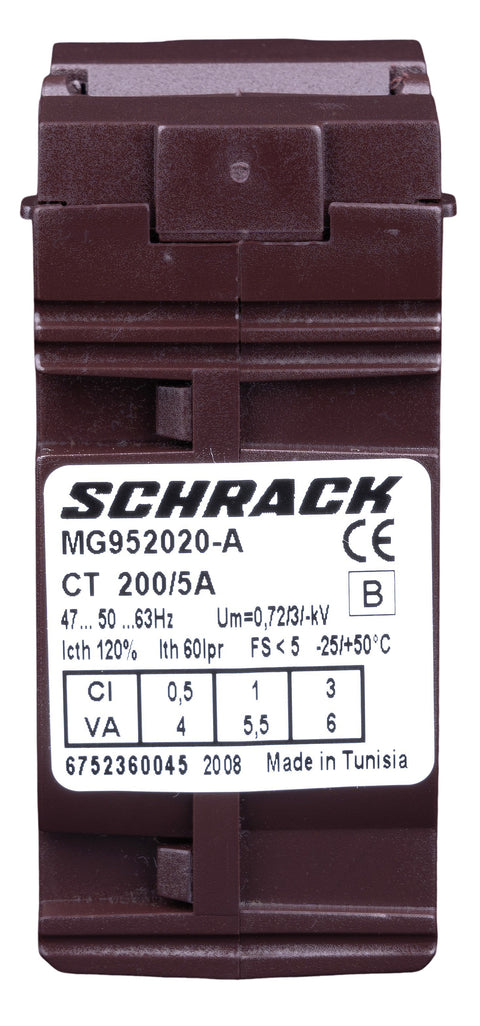 SCHRACK
MG952020-A CE
CT 200/5A B
47... 50 ...63Hz Um=0,72/3/-kV
Icth 120% Ith 60Ipr FS < 5 -25/+50°C
CI 0,5 1 3
VA 4 5,5 6
6752360045 2008 Made in Tunisia